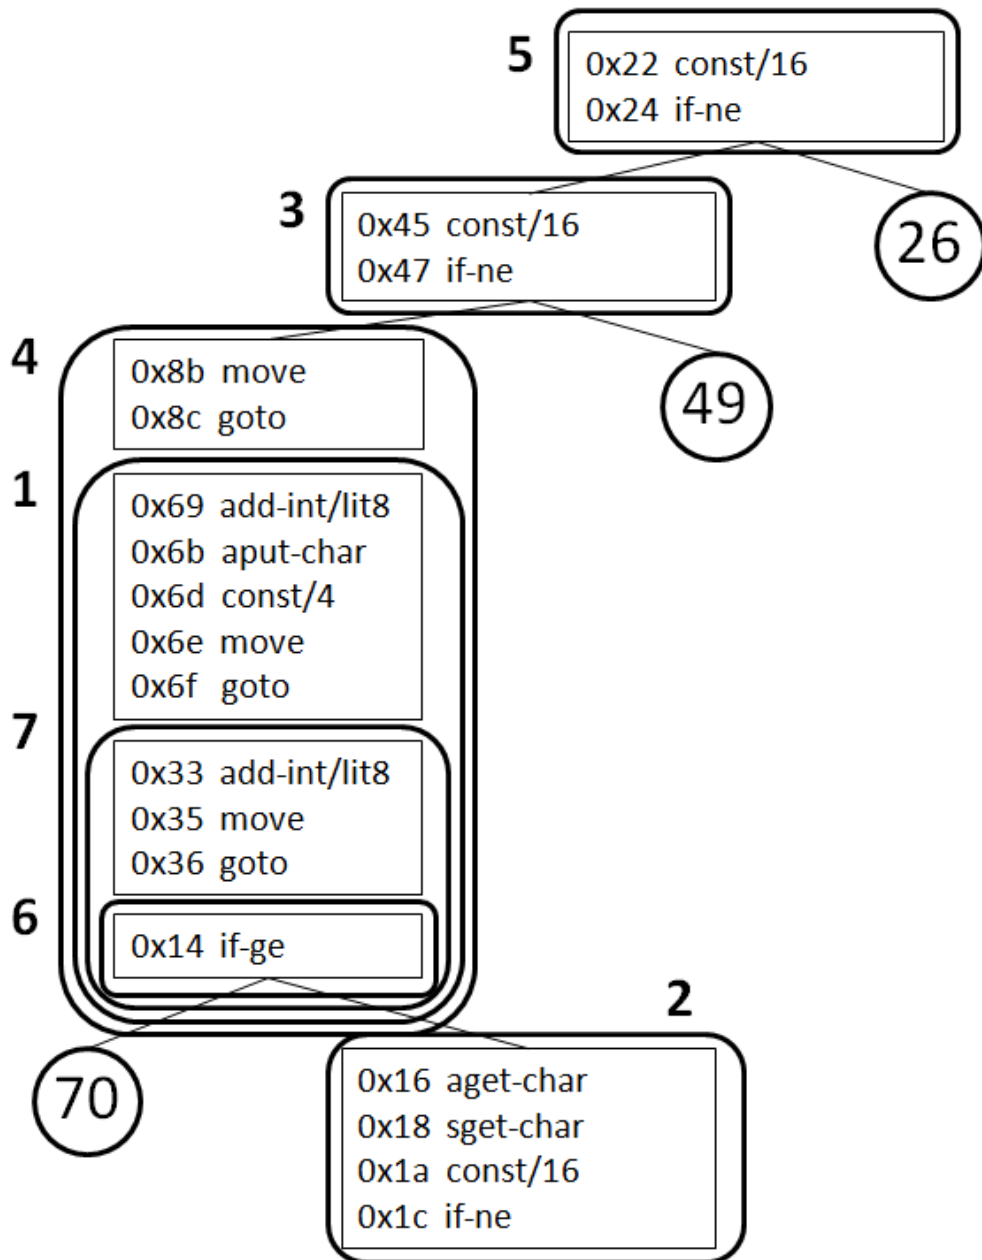 5
0x22 const/16
0x24 if-ne
3
0x45 const/16
0x47 if-ne
26
4
0x8b move
0x8c goto
49
1
0x69 add-int/lit8
0x6b aput-char
0x6d const/4
0x6e move
0x6f goto
7
0x33 add-int/lit8
0x35 move
0x36 goto
6
0x14 if-ge
2
70
0x16 aget-char
0x18 sget-char
0x1a const/16
0x1c if-ne